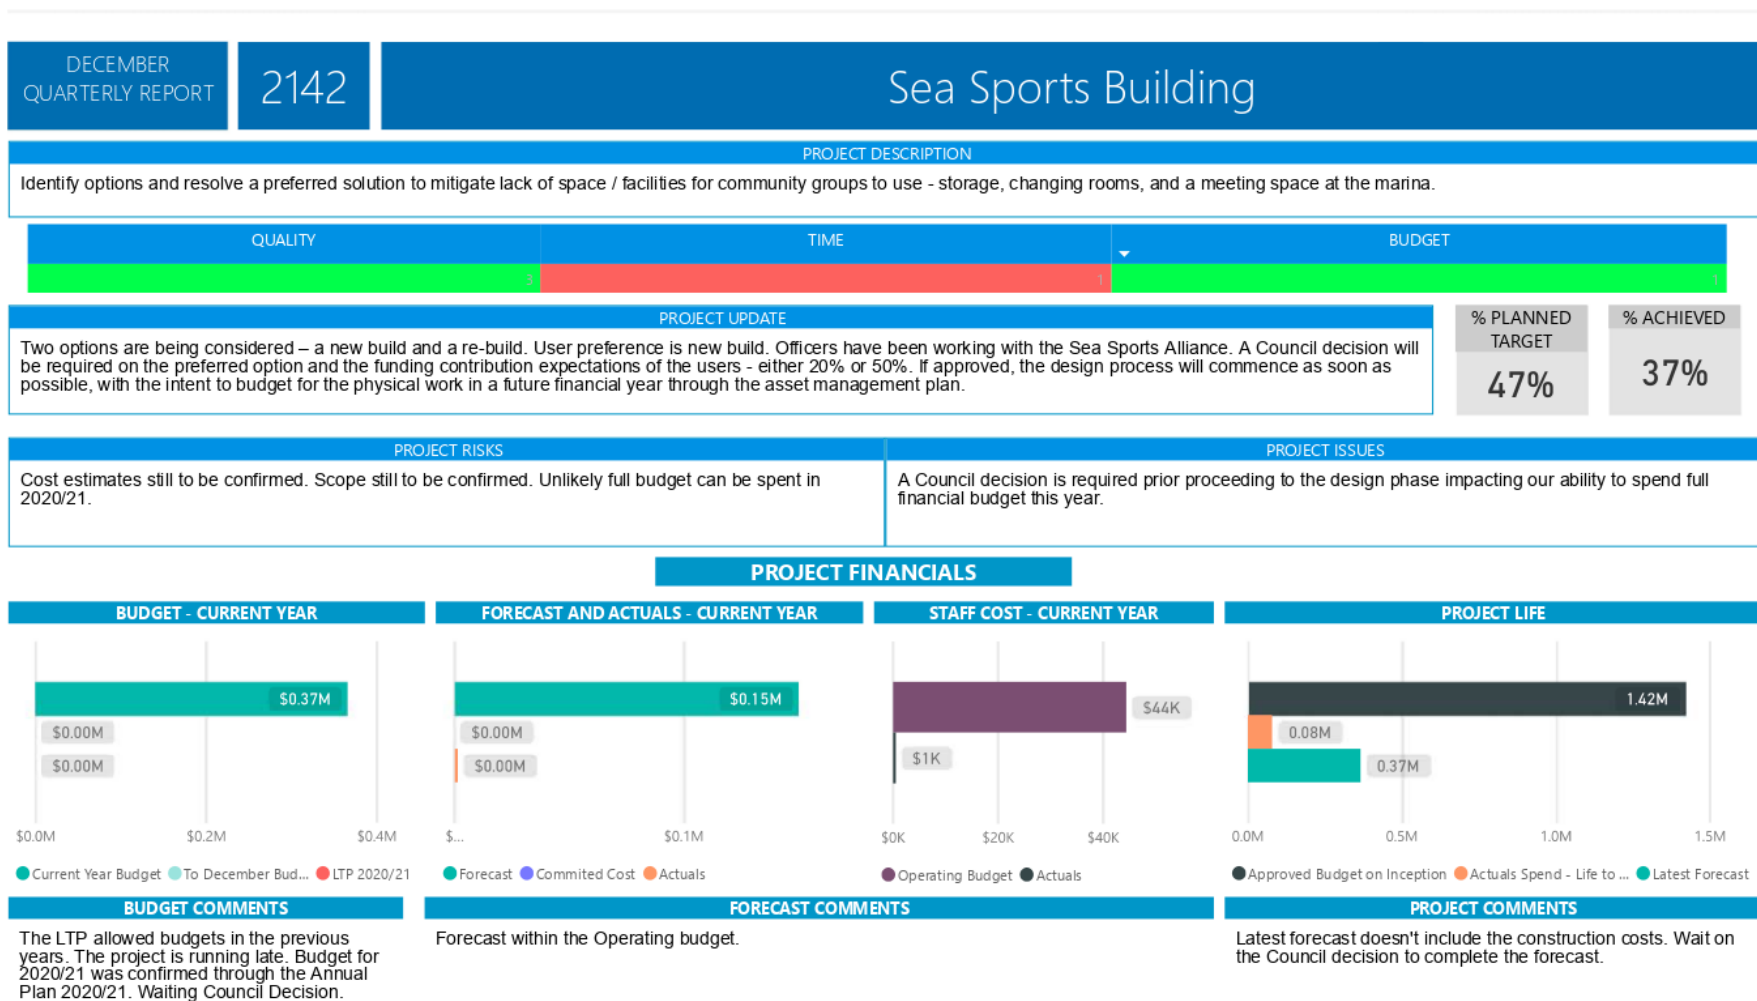 DECEMBER
QUARTERLY REPORT
2142
Sea Sports Building
PROJECT DESCRIPTION
Identify options and resolve a preferred solution to mitigate lack of space / facilities for community groups to use - storage, changing rooms, and a meeting space at the marina.
QUALITY
TIME
BUDGET
3
1
1
PROJECT UPDATE
Two options are being considered – a new build and a re-build. User preference is new build. Officers have been working with the Sea Sports Alliance. A Council decision will
be required on the preferred option and the funding contribution expectations of the users - either 20% or 50%. If approved, the design process will commence as soon as
possible, with the intent to budget for the physical work in a future financial year through the asset management plan.
% PLANNED
TARGET
47%
% ACHIEVED
37%
PROJECT RISKS
Cost estimates still to be confirmed. Scope still to be confirmed. Unlikely full budget can be spent in
2020/21.
PROJECT ISSUES
A Council decision is required prior proceeding to the design phase impacting our ability to spend full
financial budget this year.
PROJECT FINANCIALS
BUDGET - CURRENT YEAR
$0.37M
$0.00M
$0.00M
$0.0M $0.2M $0.4M
Current Year Budget To December Bud... LTP 2020/21
FORECAST AND ACTUALS - CURRENT YEAR
$0.15M
$0.00M
$0.00M
$... $0.1M
Forecast Commited Cost Actuals
STAFF COST - CURRENT YEAR
$44K
$1K
$0K $20K $40K
Operating Budget Actuals
PROJECT LIFE
1.42M
0.08M
0.37M
0.0M 0.5M 1.0M 1.5M
Approved Budget on Inception Actuals Spend - Life to ... Latest Forecast
BUDGET COMMENTS
The LTP allowed budgets in the previous
years. The project is running late. Budget for
2020/21 was confirmed through the Annual
Plan 2020/21. Waiting Council Decision.
FORECAST COMMENTS
Forecast within the Operating budget.
PROJECT COMMENTS
Latest forecast doesn't include the construction costs. Wait on
the Council decision to complete the forecast.